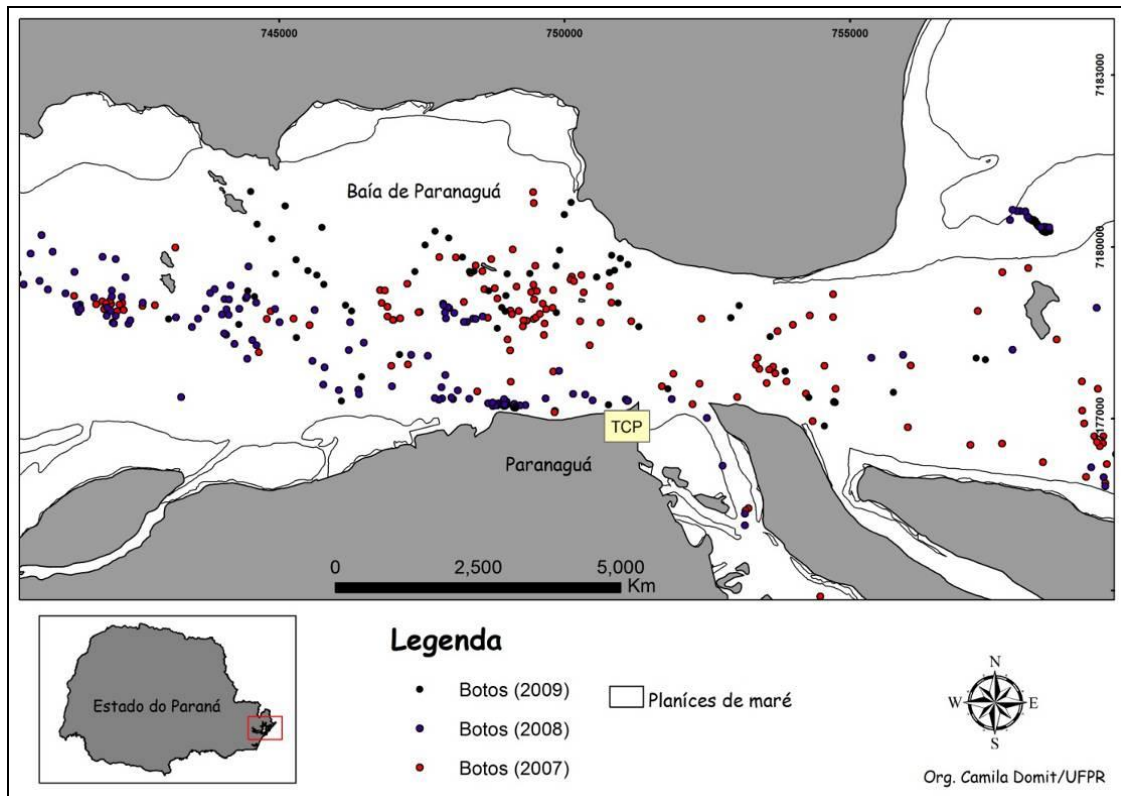 745000
750000
755000
7183000
Baía de Paranaguá
7180000
TCP
177000
Paranaguá
0
2,500
5,000
Km
Legenda
Botos (2009)
Planíces de maré
Botos (2008)
Botos (2007)
Estado do Paraná
N
W
E
S
Org. Camila Domit/UFPR